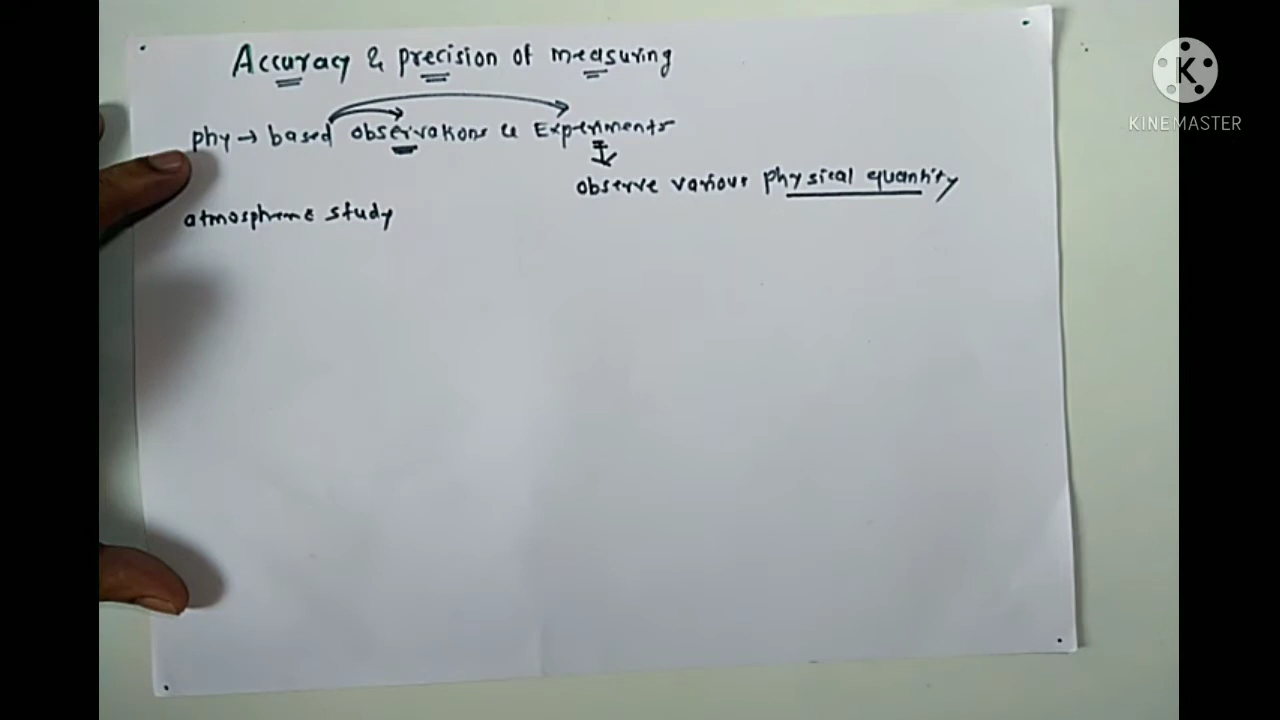 Accuracy & precision of measuring
phy → based observations & Experiments
observe various physical quantity
atmosphere study
K
KINEMASTER